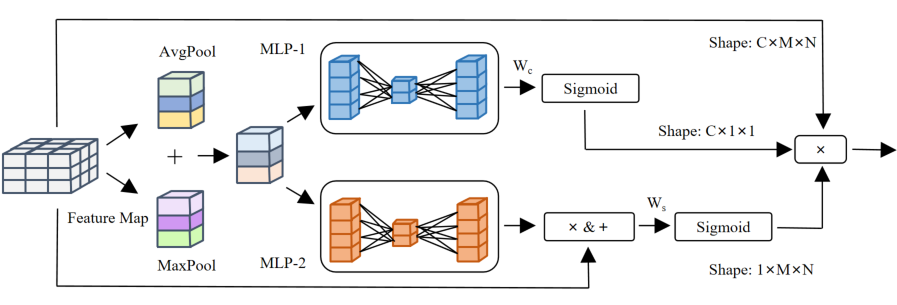 AvgPool
MLP-1
Shape: C×M×N
W_c
Sigmoid
Shape: C×1×1
+
×
Feature Map
W_s
× & +
Sigmoid
MaxPool
MLP-2
Shape: 1×M×N